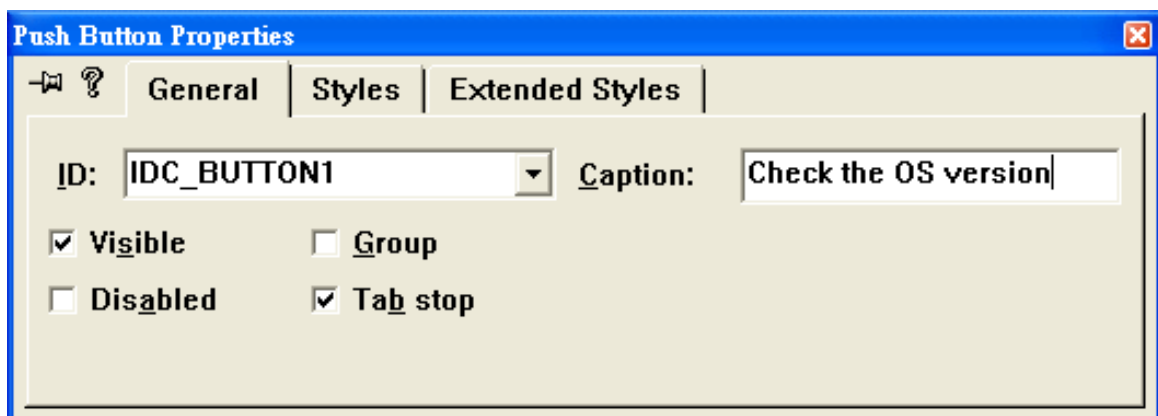 Push Button Properties
? General Styles Extended Styles
ID: IDC_BUTTON1 Caption: Check the OS version
Visible Group
Disabled Tab stop